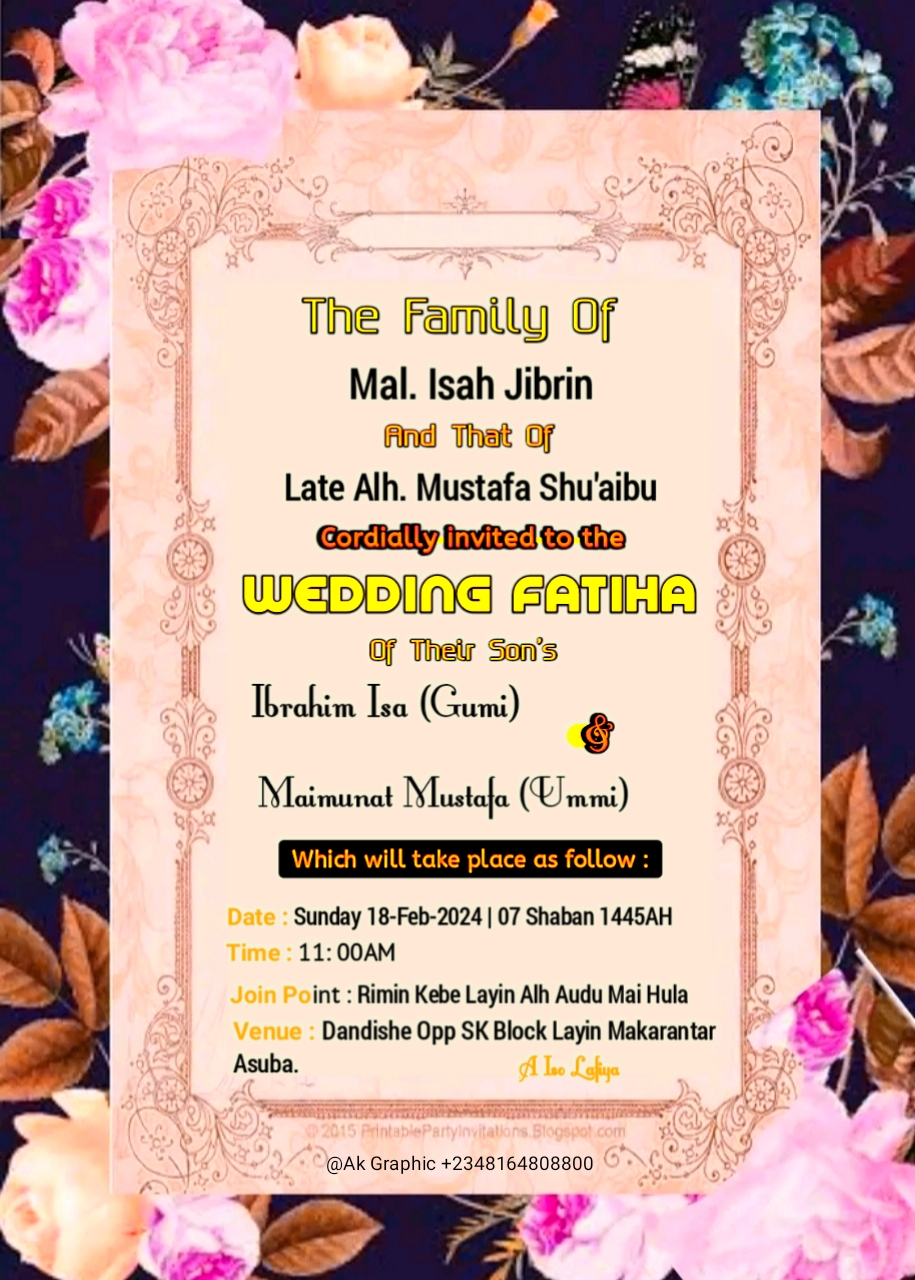 The Family Of
Mal. Isah Jibrin
And That Of
Late Alh. Mustafa Shu'aibu
Cordially invited to the
WEDDING FATIHA
Of Their Son's
Ibrahim Isa (Gumi)
&
Maimunat Mustafa (Ummi)
Which will take place as follow :
Date : Sunday 18-Feb-2024 | 07 Shaban 1445AH
Time : 11: 00AM
Join Point : Rimin Kebe Layin Alh Audu Mai Hula
Venue : Dandishe Opp SK Block Layin Makarantar
Asuba.
A Iso Lafiya
© 2015 PrintablePartyInvitations.Blogspot.com
@Ak Graphic +2348164808800